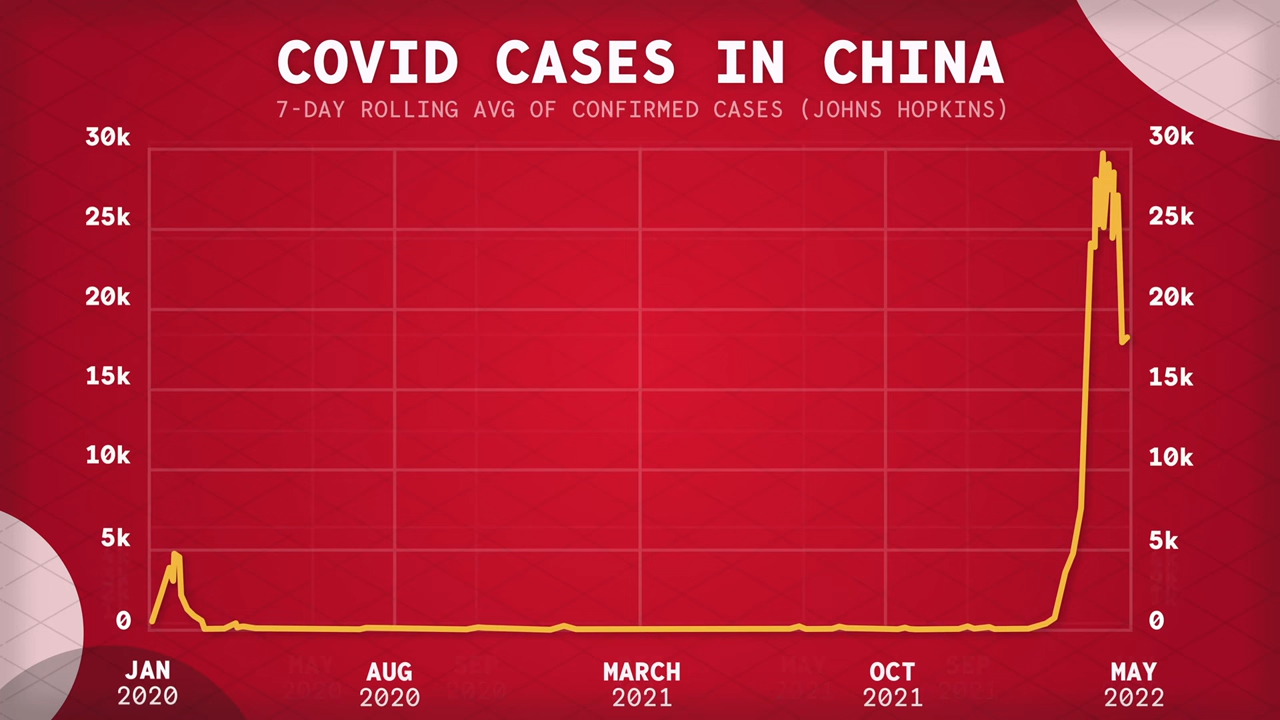 COVID CASES IN CHINA
7-DAY ROLLING AVG OF CONFIRMED CASES (JOHNS HOPKINS)
30k 30k
25k 25k
20k 20k
15k 15k
10k 10k
5k 5k
0 0
JAN AUG MARCH OCT MAY
2020 2020 2021 2021 2022